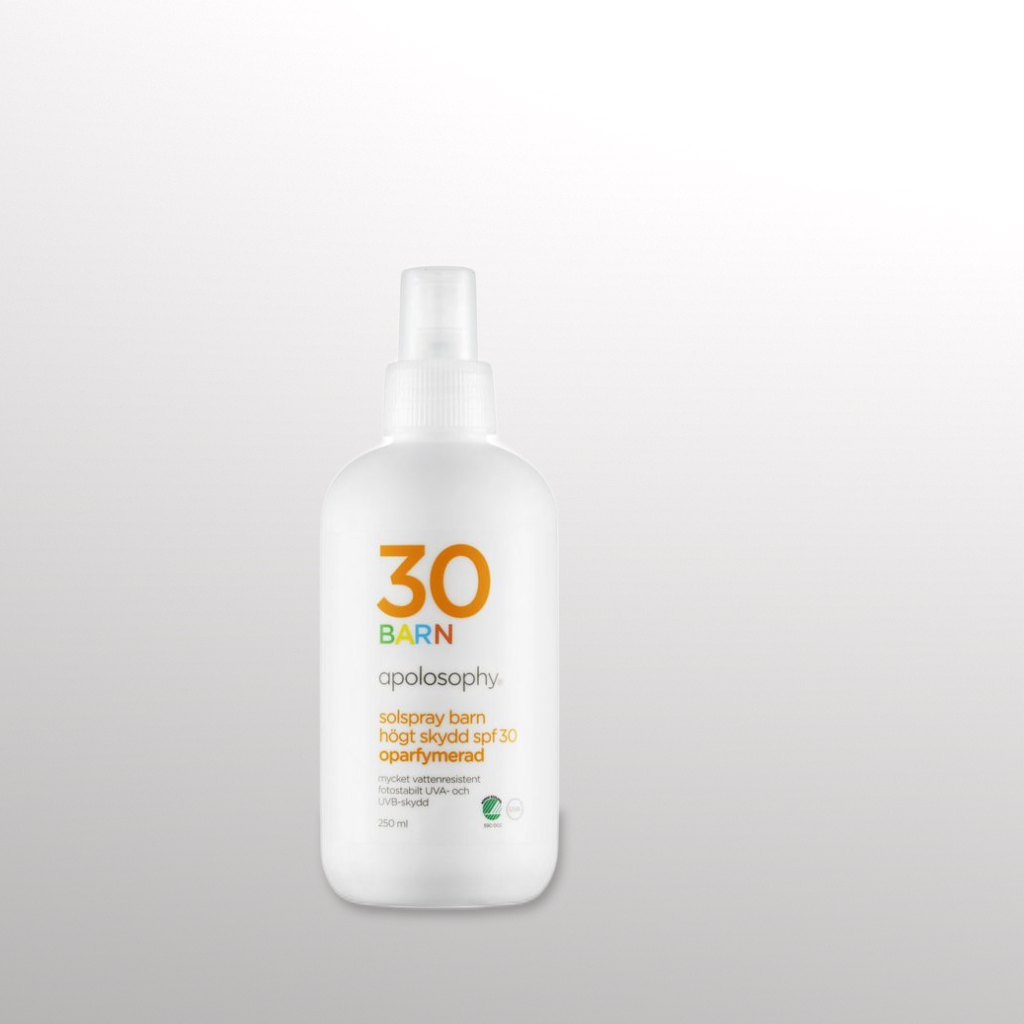 30
BARN
apolosophy®
solspray barn
högt skydd spf 30
oparfymerad
mycket vattenresistent
fotostabilt UVA- och
UVB-skydd
250 ml
UVA